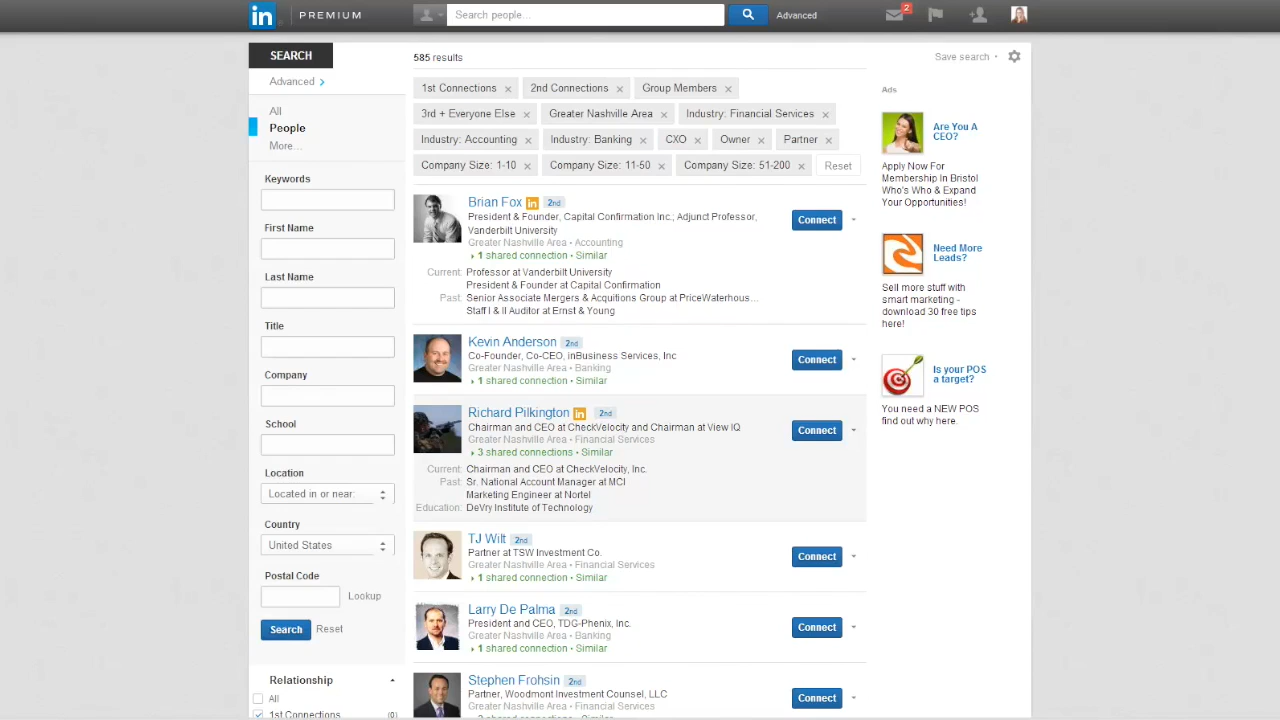 in PREMIUM Search people... Advanced 2
SEARCH
Advanced
All
People
More...
Keywords
First Name
Last Name
Title
Company
School
Location
Located in or near:
Country
United States
Postal Code
Lookup
Search Reset
Relationship
All
1st Connections (0)
585 results
Save search
1st Connections × 2nd Connections × Group Members ×
3rd + Everyone Else × Greater Nashville Area × Industry: Financial Services ×
Industry: Accounting × Industry: Banking × CXO × Owner × Partner ×
Company Size: 1-10 × Company Size: 11-50 × Company Size: 51-200 × Reset
Brian Fox in 2nd
President & Founder, Capital Confirmation Inc., Adjunct Professor,
Vanderbilt University
Greater Nashville Area • Accounting
1 shared connection • Similar
Current: Professor at Vanderbilt University
President & Founder at Capital Confirmation
Past: Senior Associate Mergers & Acquitions Group at PriceWaterhous...
Staff I & II Auditor at Ernst & Young
Connect
Kevin Anderson 2nd
Co-Founder, Co-CEO, inBusiness Services, Inc
Greater Nashville Area • Banking
1 shared connection • Similar
Connect
Richard Pilkington in 2nd
Chairman and CEO at CheckVelocity and Chairman at View IQ
Greater Nashville Area • Financial Services
3 shared connections • Similar
Current: Chairman and CEO at CheckVelocity, Inc.
Past: Sr. National Account Manager at MCI
Marketing Engineer at Nortel
Education: DeVry Institute of Technology
Connect
TJ Wilt 2nd
Partner at TSW Investment Co.
Greater Nashville Area • Financial Services
1 shared connection • Similar
Connect
Larry De Palma 2nd
President and CEO, TDG-Phenix, Inc.
Greater Nashville Area • Banking
1 shared connection • Similar
Connect
Stephen Frohsin 2nd
Partner, Woodmont Investment Counsel, LLC
Connect
Ads
Are You A
CEO?
Apply Now For
Membership In Bristol
Who's Who & Expand
Your Opportunities!
Need More
Leads?
Sell more stuff with
smart marketing -
download 30 free tips
here!
Is your POS
a target?
You need a NEW POS
find out why here.